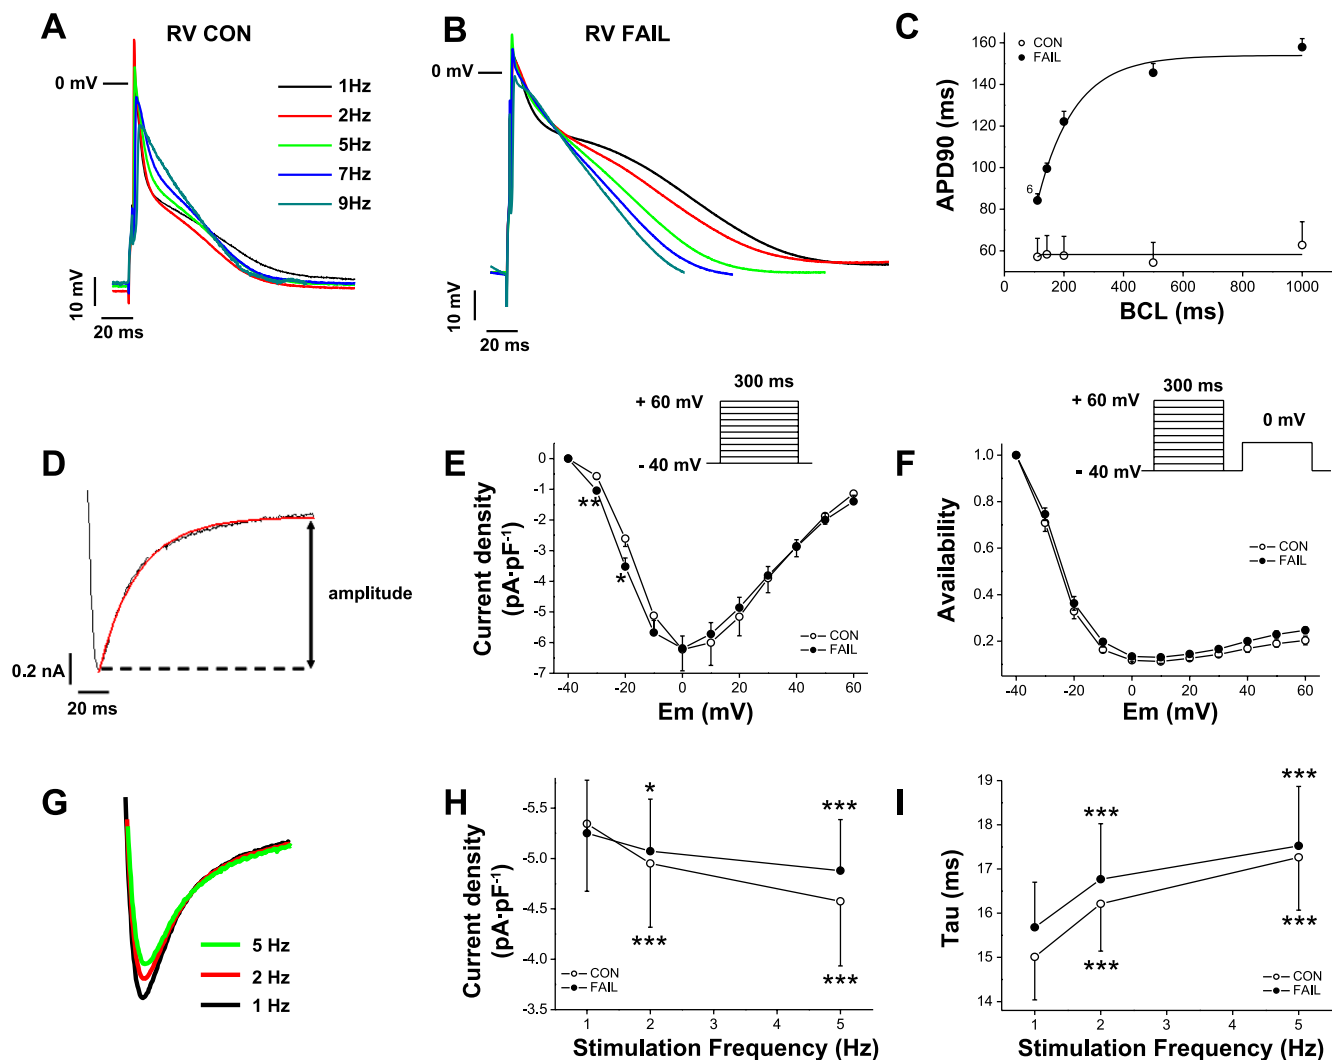 A
RV CON
0 mV
1Hz
2Hz
5Hz
7Hz
9Hz
10 mV
20 ms
B
RV FAIL
0 mV
10 mV
20 ms
C
CON
FAIL
160
140
120
100
80
60
6
0
200
400
600
800
1000
APD90 (ms)
BCL (ms)
D
amplitude
0.2 nA
20 ms
E
300 ms
+ 60 mV
- 40 mV
0
-1
-2
-3
-4
-5
-6
-7
**
*
CON
FAIL
-40
-20
0
20
40
60
Current density
(pA·pF-1)
Em (mV)
F
300 ms
+ 60 mV
0 mV
- 40 mV
1.0
0.8
0.6
0.4
0.2
CON
FAIL
-40
-20
0
20
40
60
Availability
Em (mV)
G
5 Hz
2 Hz
1 Hz
H
-5.5
-5.0
-4.5
-4.0
-3.5
*
***
***
***
CON
FAIL
1
2
3
4
5
Current density
(pA·pF-1)
Stimulation Frequency (Hz)
I
19
18
17
16
15
14
***
***
***
***
CON
FAIL
1
2
3
4
5
Tau (ms)
Stimulation Frequency (Hz)